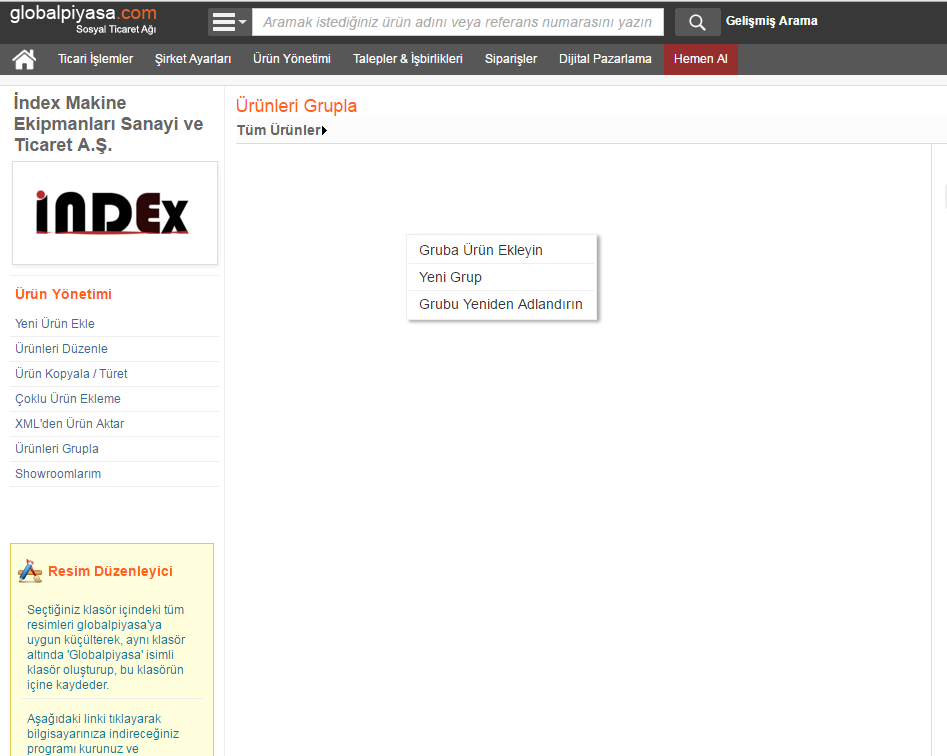 globalpiyasa.com
Sosyal Ticaret Ağı
Aramak istediğiniz ürün adını veya referans numarasını yazın
Gelişmiş Arama
Ticari İşlemler
Şirket Ayarları
Ürün Yönetimi
Talepler & İşbirlikleri
Siparişler
Dijital Pazarlama
Hemen Al
İndex Makine
Ekipmanları Sanayi ve
Ticaret A.Ş.
inDEx
Ürün Yönetimi
Yeni Ürün Ekle
Ürünleri Düzenle
Ürün Kopyala / Türet
Çoklu Ürün Ekleme
XML'den Ürün Aktar
Ürünleri Grupla
Showroomlarım
Resim Düzenleyici
Seçtiğiniz klasör içindeki tüm
resimleri globalpiyasa'ya
uygun küçülterek, aynı klasör
altında 'Globalpiyasa' isimli
klasör oluşturup, bu klasörün
içine kaydeder.
Aşağıdaki linki tıklayarak
bilgisayarınıza indireceğiniz
programı kurunuz ve
Ürünleri Grupla
Tüm Ürünler
Gruba Ürün Ekleyin
Yeni Grup
Grubu Yeniden Adlandırın